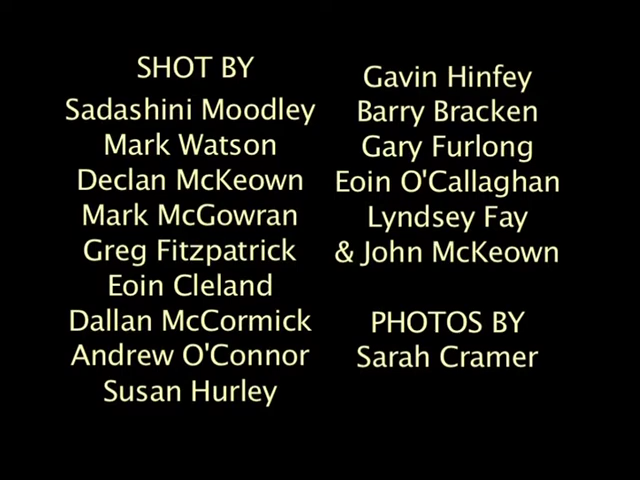 SHOT BY
Sadashini Moodley
Mark Watson
Declan McKeown
Mark McGowran
Greg Fitzpatrick
Eoin Cleland
Dallan McCormick
Andrew O'Connor
Susan Hurley
Gavin Hinfey
Barry Bracken
Gary Furlong
Eoin O'Callaghan
Lyndsey Fay
& John McKeown
PHOTOS BY
Sarah Cramer